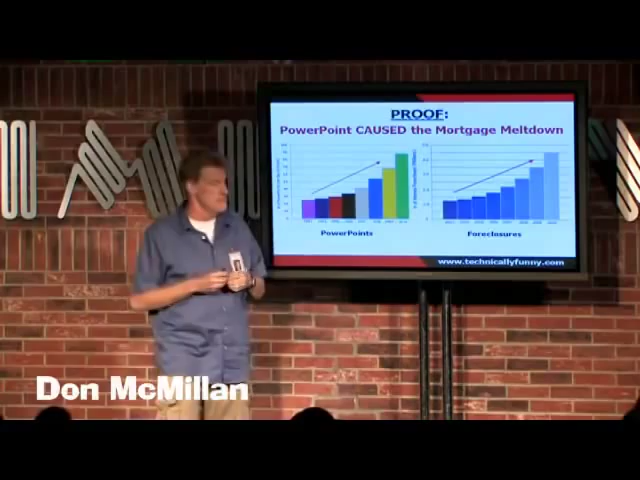 PROOF:
PowerPoint CAUSED the Mortgage Meltdown
PowerPoints
Foreclosures
www.technicallyfunny.com
Don McMillan